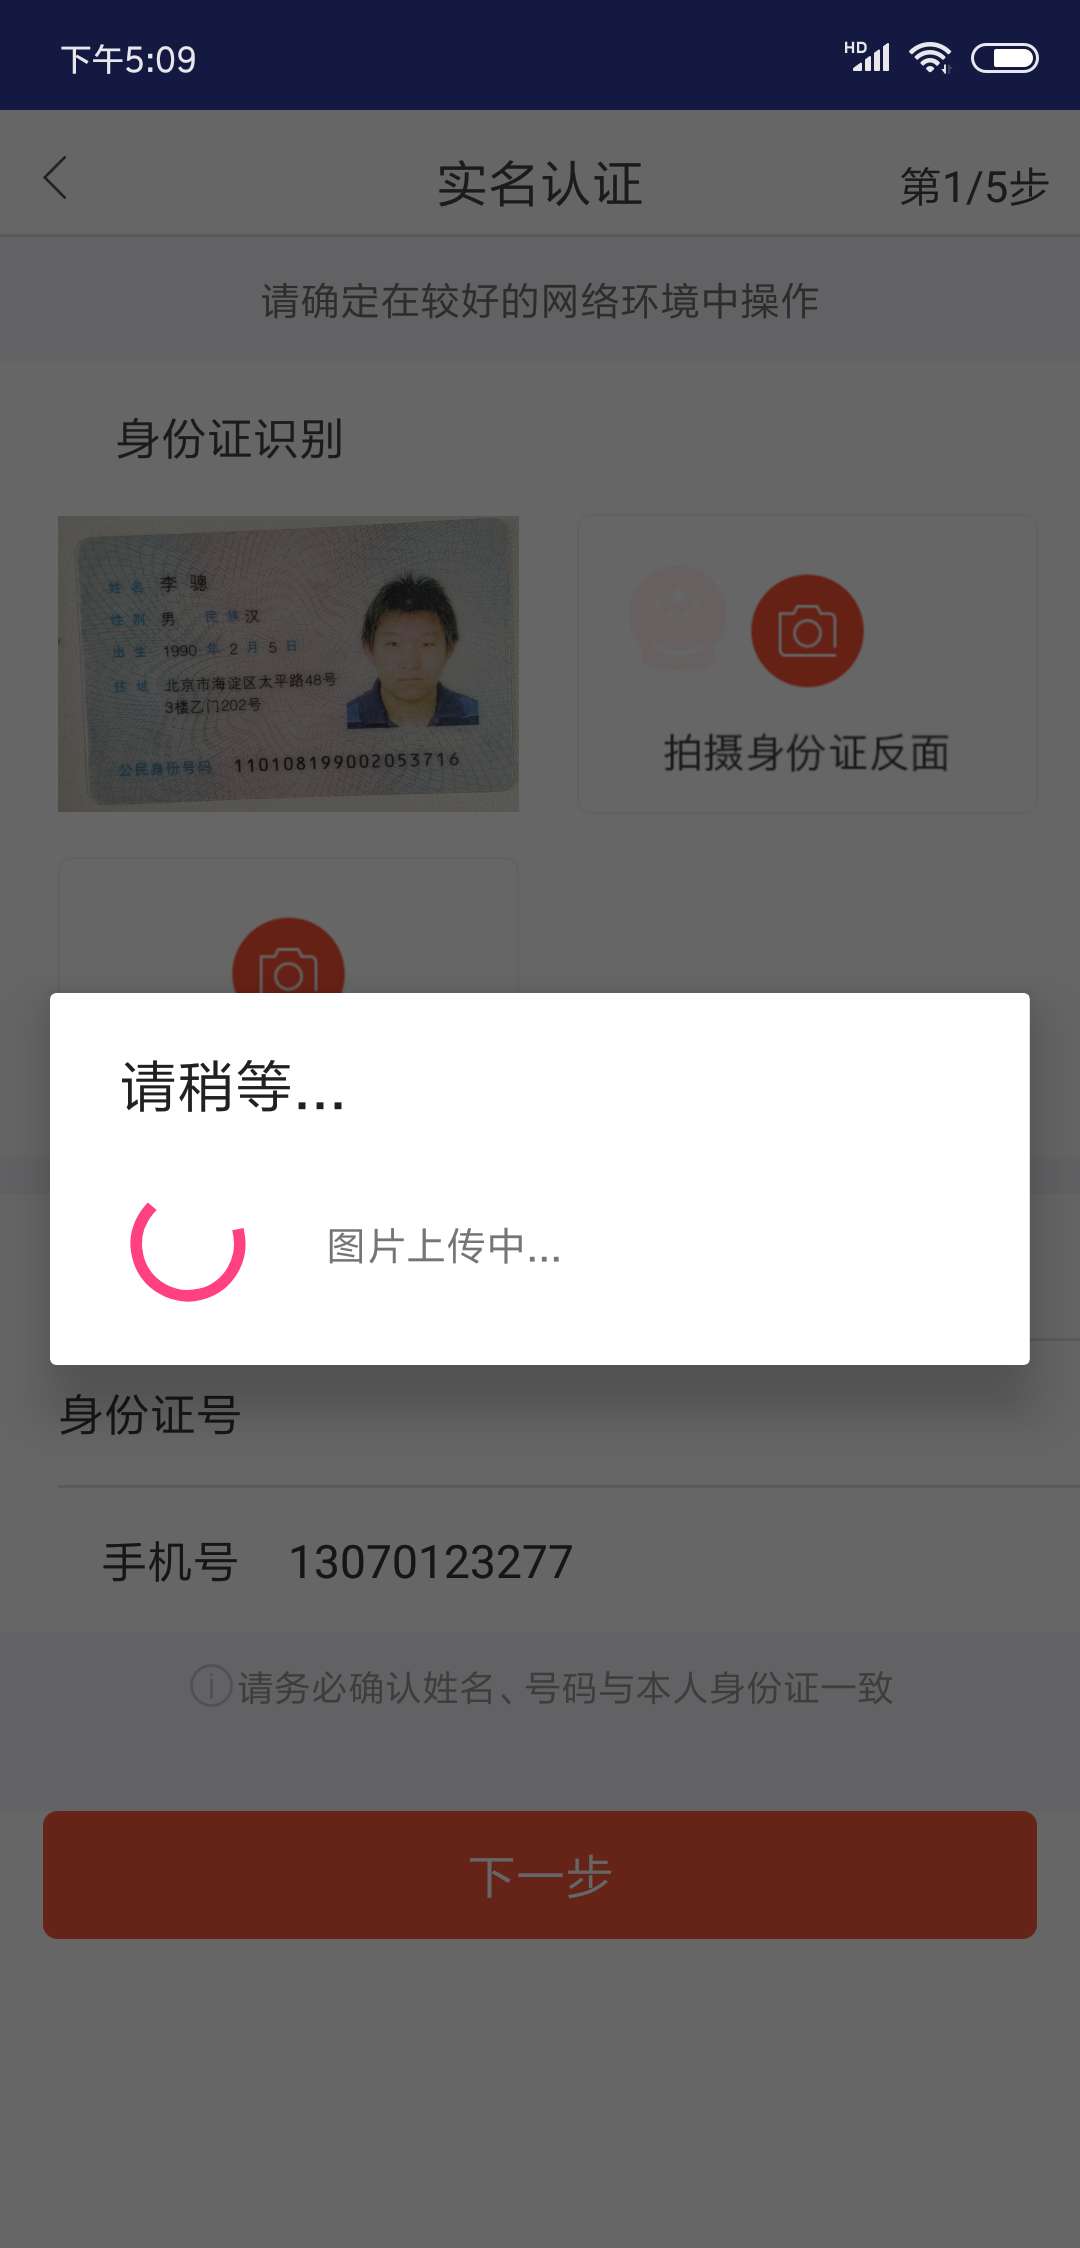 下午5:09
HD
实名认证
第1/5步
请确定在较好的网络环境中操作
身份证识别
姓名 李骢
性别 男 民族 汉
出生 1990 年 2 月 5 日
住址 北京市海淀区太平路48号
3楼乙门202号
公民身份号码 110108199002053716
拍摄身份证反面
请稍等...
图片上传中...
身份证号
手机号 13070123277
请务必确认姓名、号码与本人身份证一致
下一步